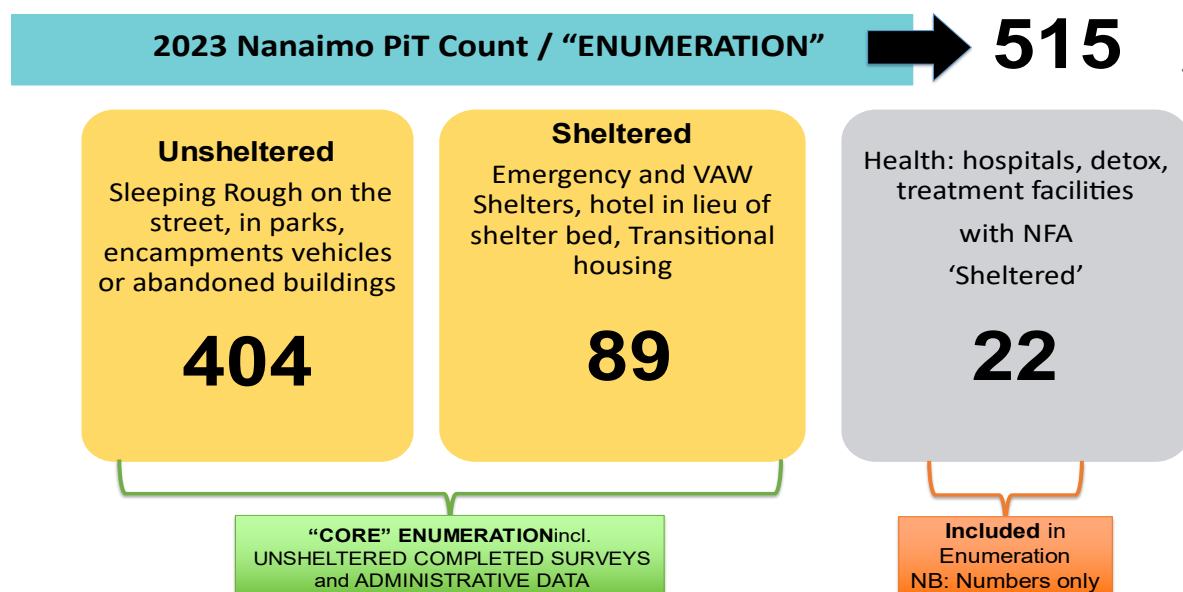 2023 Nanaimo PiT Count / “ENUMERATION”
515
Unsheltered
Sleeping Rough on the
street, in parks,
encampments vehicles
or abandoned buildings
404
Sheltered
Emergency and VAW
Shelters, hotel in lieu of
shelter bed, Transitional
housing
89
Health: hospitals, detox,
treatment facilities
with NFA
‘Sheltered’
22
“CORE” ENUMERATIONincl.
UNSHELTERED COMPLETED SURVEYS
and ADMINISTRATIVE DATA
Included in
Enumeration
NB: Numbers only